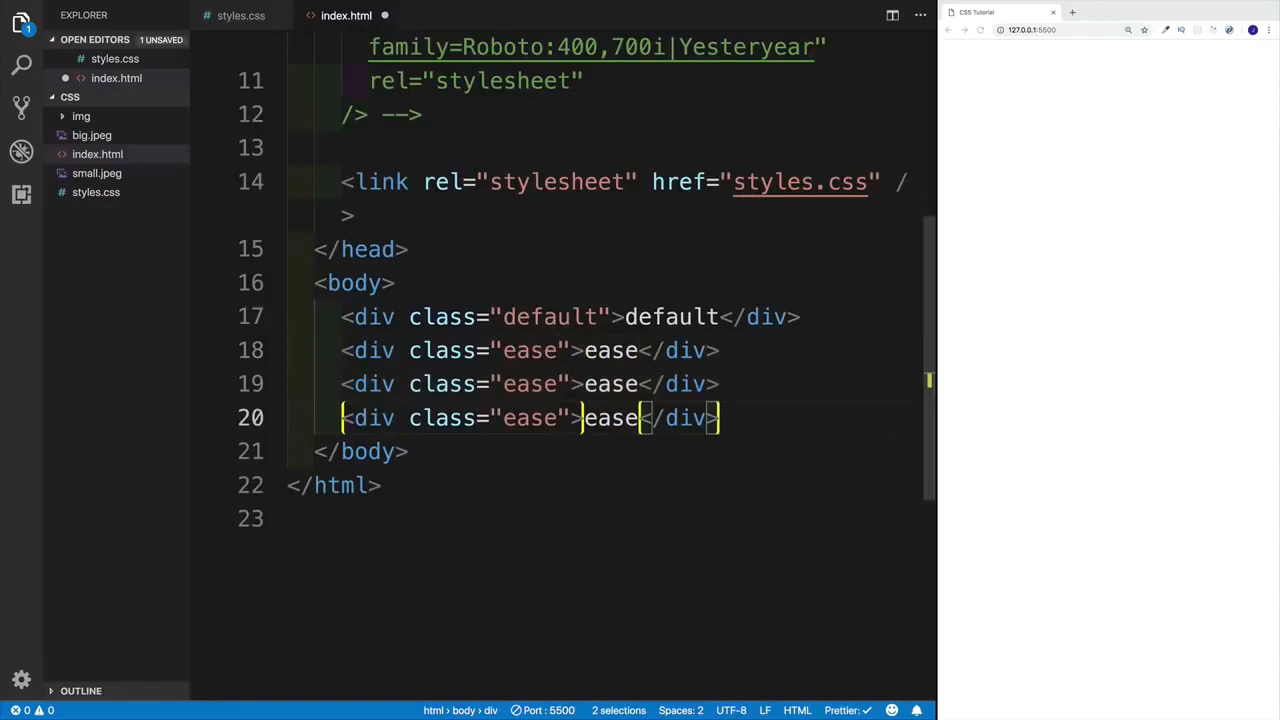 EXPLORER
OPEN EDITORS 1 UNSAVED
styles.css
index.html
CSS
img
big.jpeg
index.html
small.jpeg
styles.css
OUTLINE
1
styles.css
index.html
family=Roboto:400,700i|Yesteryear"
11 rel="stylesheet"
12 /> -->
13
14 <link rel="stylesheet" href="styles.css" /
>
15 </head>
16 <body>
17 <div class="default">default</div>
18 <div class="ease">ease</div>
19 <div class="ease">ease</div>
20 <div class="ease">ease</div>
21 </body>
22 </html>
23
0 0 html › body › div Port : 5500 2 selections Spaces: 2 UTF-8 LF HTML Prettier: ✓
CSS Tutorial
127.0.0.1:5500
IQ
J